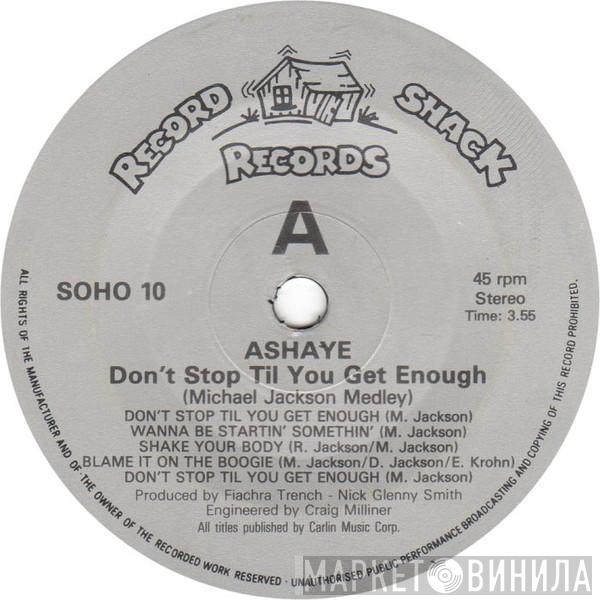 RECORD SHACK
RECORDS
A
SOHO 10
45 rpm
Stereo
Time: 3.55
ASHAYE
Don't Stop Til You Get Enough
(Michael Jackson Medley)
DON'T STOP TIL YOU GET ENOUGH (M. Jackson)
WANNA BE STARTIN' SOMETHIN' (M. Jackson)
SHAKE YOUR BODY (R. Jackson/M. Jackson)
BLAME IT ON THE BOOGIE (M. Jackson/D. Jackson/E. Krohn)
DON'T STOP TIL YOU GET ENOUGH (M. Jackson)
Produced by Fiachra Trench - Nick Glenny Smith
Engineered by Craig Milliner
All titles published by Carlin Music Corp.
ALL RIGHTS OF THE MANUFACTURER AND OF THE OWNER OF THE RECORDED WORK RESERVED · UNAUTHORISED PUBLIC PERFORMANCE BROADCASTING AND COPYING OF THIS RECORD PROHIBITED.
МАРКЕТ ВИНИЛА